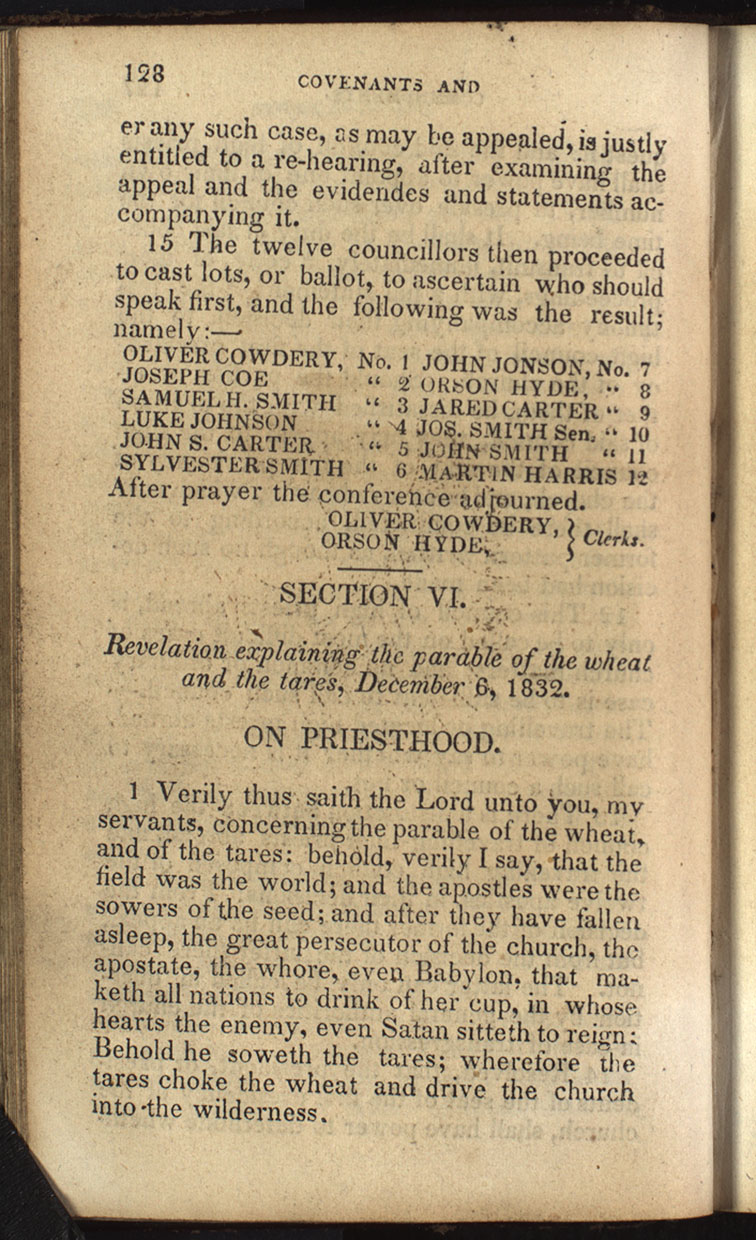 128
COVENANTS AND
er any such case, as may be appealed, is justly
entitled to a re-hearing, after examining the
appeal and the evidendes and statements ac-
companying it.
15 The twelve councillors then proceeded
to cast lots, or ballot, to ascertain who should
speak first, and the following was the result;
namely:—
OLIVER COWDERY, No. 1 JOHN JONSON, No. 7
JOSEPH COE “ 2 ORSON HYDE, “ 8
SAMUEL H. SMITH “ 3 JARED CARTER “ 9
LUKE JOHNSON “ 4 JOS. SMITH Sen. “ 10
JOHN S. CARTER “ 5 JOHN SMITH “ 11
SYLVESTER SMITH “ 6 MARTIN HARRIS 12
After prayer the conference adjourned.
OLIVER COWDERY, } Clerks.
ORSON HYDE,
SECTION VI.
Revelation explaining the parable of the wheat
and the tares, December 6, 1832.
ON PRIESTHOOD.
1 Verily thus saith the Lord unto you, my
servants, concerning the parable of the wheat,
and of the tares: behold, verily I say, that the
field was the world; and the apostles were the
sowers of the seed; and after they have fallen
asleep, the great persecutor of the church, the
apostate, the whore, even Babylon, that ma-
keth all nations to drink of her cup, in whose
hearts the enemy, even Satan sitteth to reign:
Behold he soweth the tares; wherefore the
tares choke the wheat and drive the church
into the wilderness.